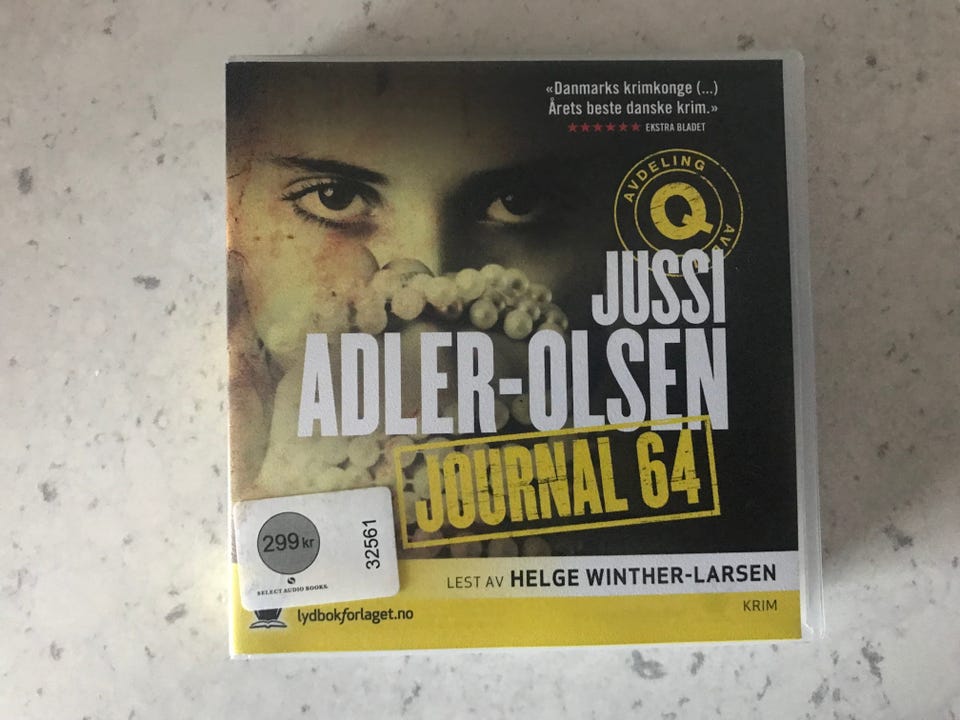 «Danmarks krimkonge (...)
Årets beste danske krim.»
★★★★★★ EKSTRA BLADET
AVDELING
Q
JUSSI
ADLER-OLSEN
JOURNAL 64
299 kr
32561
SELECT AUDIO BOOKS
LEST AV HELGE WINTHER-LARSEN
lydbokforlaget.no
KRIM